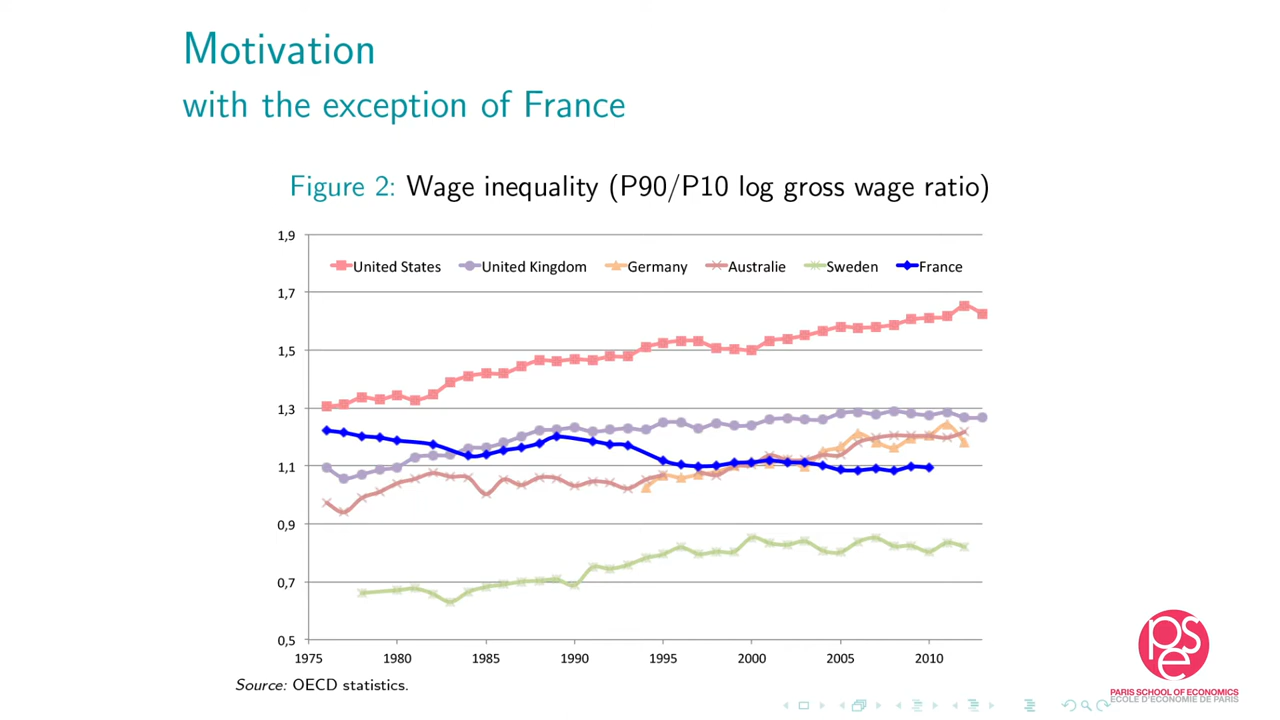 Motivation
with the exception of France
Figure 2: Wage inequality (P90/P10 log gross wage ratio)
1,9
United States United Kingdom Germany Australie Sweden France
1,7
1,5
1,3
1,1
0,9
0,7
0,5
1975 1980 1985 1990 1995 2000 2005 2010
Source: OECD statistics.
pse
PARIS SCHOOL OF ECONOMICS
ECOLE D'ECONOMIE DE PARIS